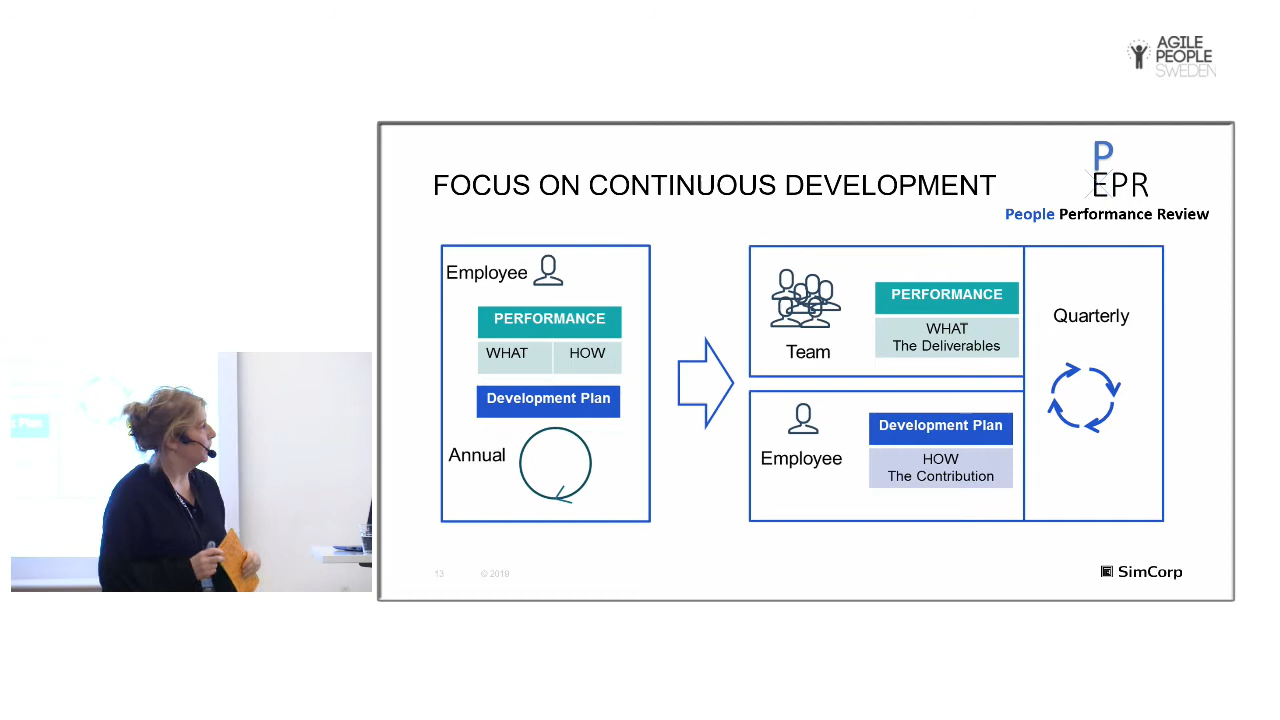 AGILE
PEOPLE
SWEDEN
P
EPR
People Performance Review
FOCUS ON CONTINUOUS DEVELOPMENT
Employee
PERFORMANCE
WHAT HOW
Development Plan
Annual
Team
PERFORMANCE
WHAT
The Deliverables
Employee
Development Plan
HOW
The Contribution
Quarterly
13 © 2019
SimCorp